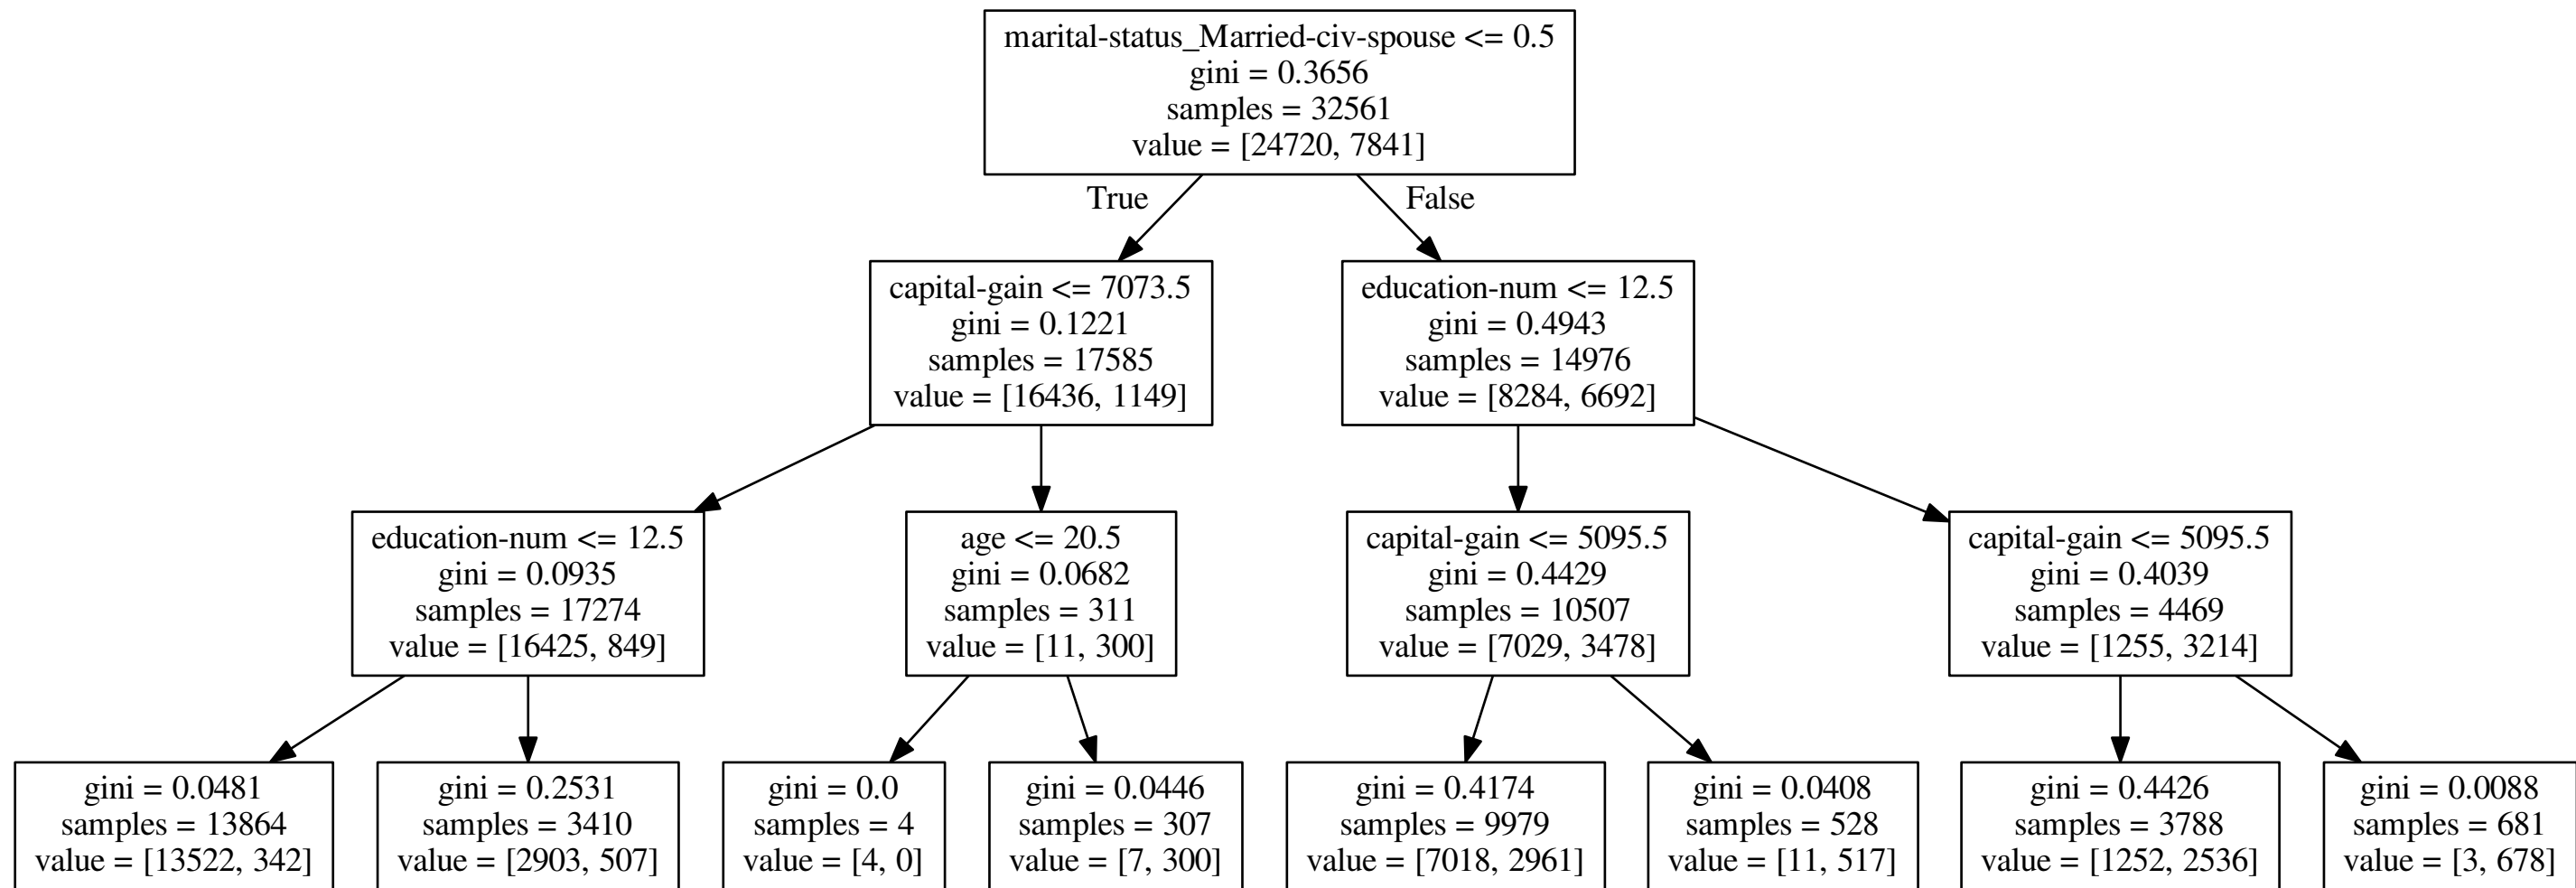 marital-status_Married-civ-spouse <= 0.5
gini = 0.3656
samples = 32561
value = [24720, 7841]
True
False
capital-gain <= 7073.5
gini = 0.1221
samples = 17585
value = [16436, 1149]
education-num <= 12.5
gini = 0.4943
samples = 14976
value = [8284, 6692]
education-num <= 12.5
gini = 0.0935
samples = 17274
value = [16425, 849]
age <= 20.5
gini = 0.0682
samples = 311
value = [11, 300]
capital-gain <= 5095.5
gini = 0.4429
samples = 10507
value = [7029, 3478]
capital-gain <= 5095.5
gini = 0.4039
samples = 4469
value = [1255, 3214]
gini = 0.0481
samples = 13864
value = [13522, 342]
gini = 0.2531
samples = 3410
value = [2903, 507]
gini = 0.0
samples = 4
value = [4, 0]
gini = 0.0446
samples = 307
value = [7, 300]
gini = 0.4174
samples = 9979
value = [7018, 2961]
gini = 0.0408
samples = 528
value = [11, 517]
gini = 0.4426
samples = 3788
value = [1252, 2536]
gini = 0.0088
samples = 681
value = [3, 678]